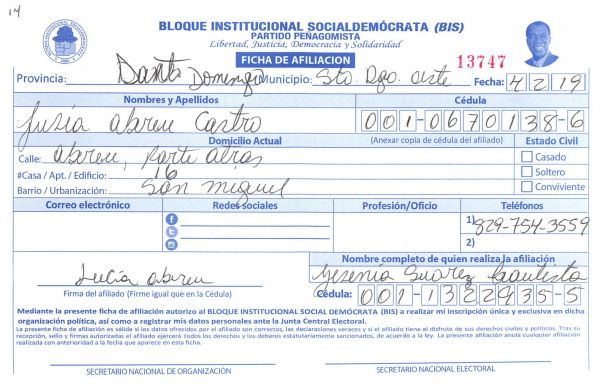 14
BLOQUE INSTITUCIONAL SOCIALDEMÓCRATA (BIS)
PARTIDO PEÑAGOMISTA
Libertad, Justicia, Democracia y Solidaridad
FICHA DE AFILIACION
13747
Provincia: Santo Domingo Municipio: Sto. Dgo. oeste Fecha: 4 2 19
Nombres y Apellidos Cédula
Abreu Castro 001-0670138-6
Domicilio Actual (Anexar copia de cédula del afiliado) Estado Civil
Calle: Abreu, parte atras Casado
#Casa / Apt. / Edificio: 16 Soltero
Barrio / Urbanización: San Miguel Conviviente
Correo electrónico Redes sociales Profesión/Oficio Teléfonos
1) 829-754-3559
2)
Nombre completo de quien realiza la afiliación
Lucía Abreu Yesenia Suarez Bautista
Firma del afiliado (Firme igual que en la Cédula) Cédula: 001-1322935-5
Mediante la presente ficha de afiliación autorizo al BLOQUE INSTITUCIONAL SOCIAL DEMÓCRATA (BIS) a realizar mi inscripción única y exclusiva en dicha
organización política, así como a registrar mis datos personales ante la Junta Central Electoral.
La presente ficha de afiliación es válida si los datos ofrecidos por el afiliado son correctos, las declaraciones veraces y si el afiliado tiene el disfrute de sus derechos civiles y políticos. Tras su
recepción, sello y firmas autorizadas el afiliado ejercerá todos los derechos y los deberes estatutariamente sancionados, de acuerdo a la ley. La presente afiliación anula cualquier afiliación
realizada con anterioridad a la fecha que aparece en esta ficha.
SECRETARIO NACIONAL DE ORGANIZACIÓN SECRETARIO NACIONAL ELECTORAL